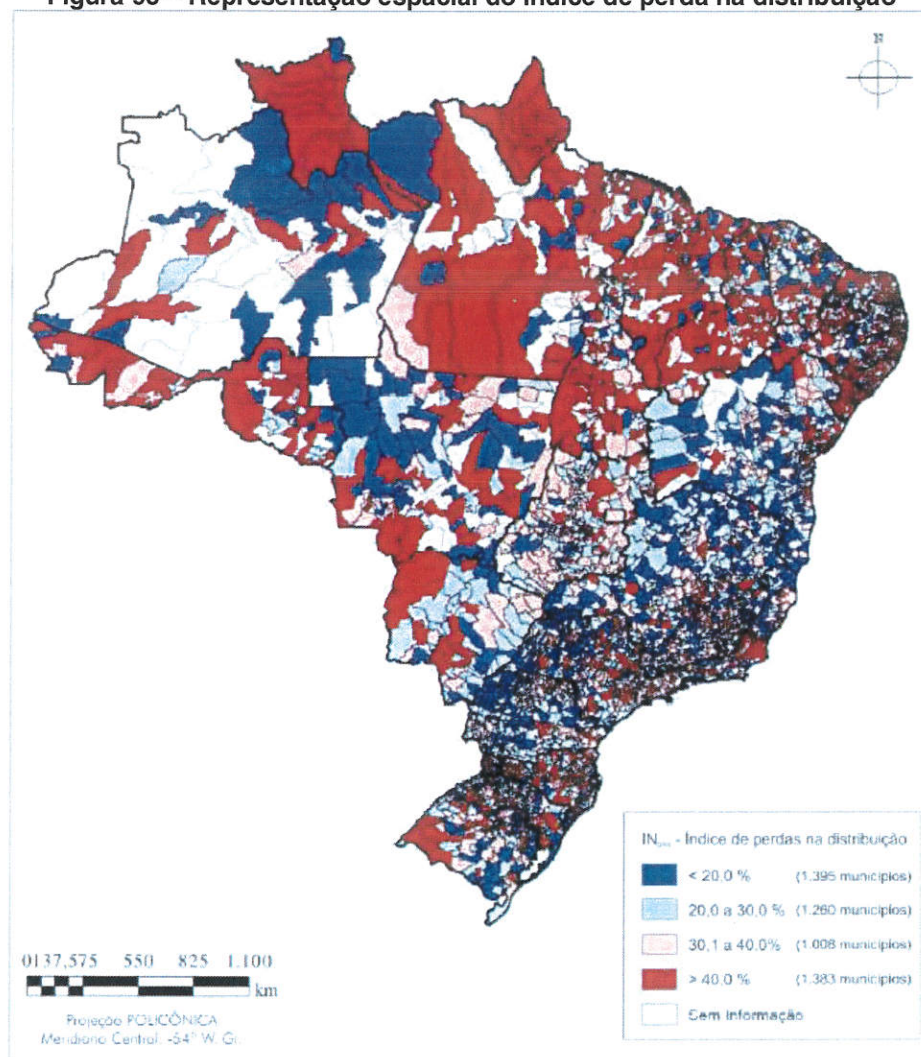 Figura 58 – Representação espacial do índice de perda na distribuição
N
- Índice de perdas na distribuição
< 20,0 % (1.395 municípios)
20,0 a 30,0 % (1.260 municípios)
30,1 a 40,0% (1.008 municípios)
> 40,0 % (1.383 municípios)
Sem informação
0137,575 550 825 1.100
km
Projeção POLICÔNICA
Meridiano Central: -54° W. Gr.